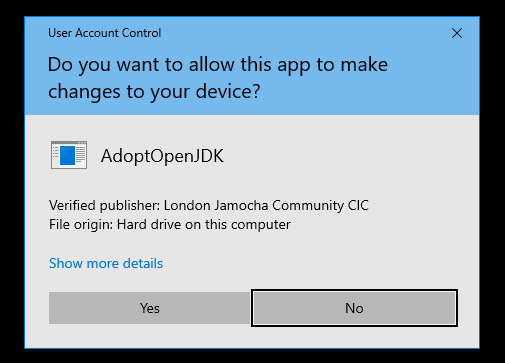 User Account Control
Do you want to allow this app to make
changes to your device?
AdoptOpenJDK
Verified publisher: London Jamocha Community CIC
File origin: Hard drive on this computer
Show more details
Yes
No